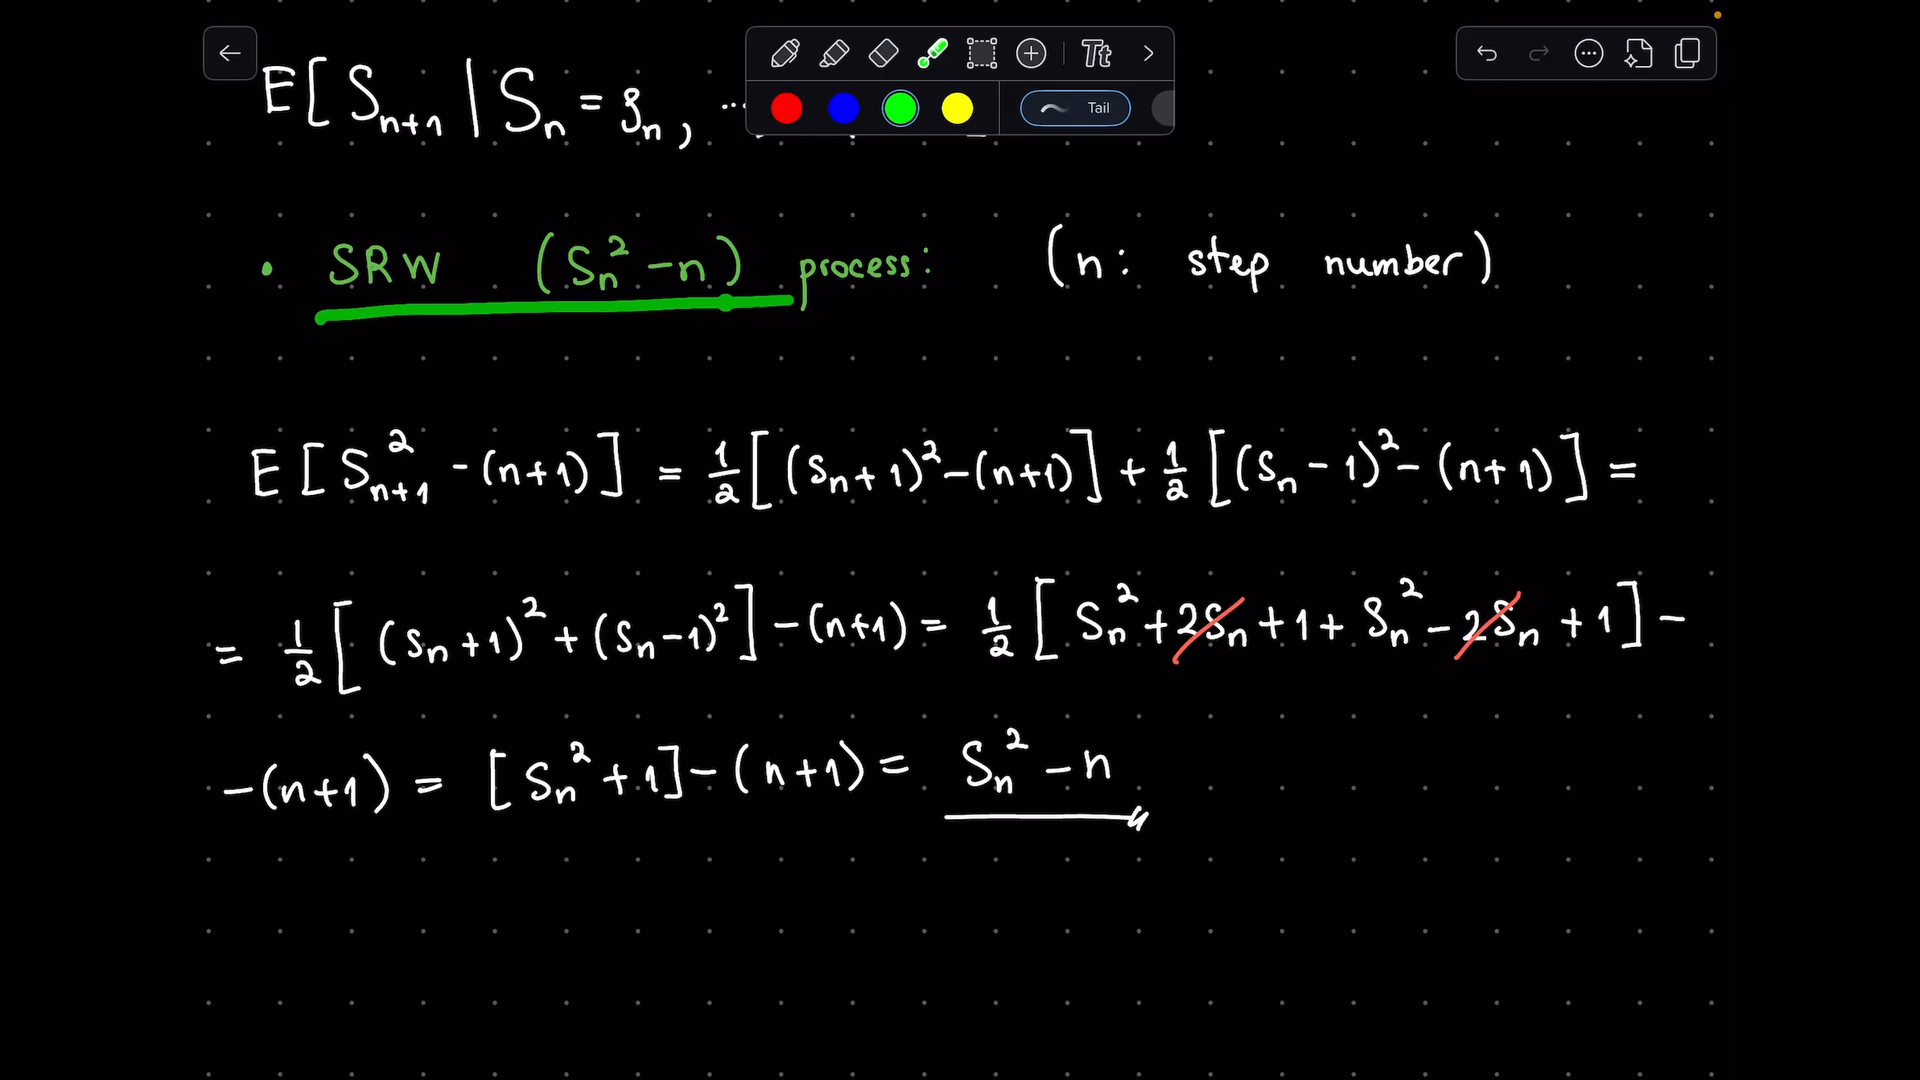 Tt
Tail
E[S_{n+1} | S_n = s_n, ...
• SRW (S_n^2 - n) process: (n: step number)
E[S_{n+1}^2 - (n+1)] = 1/2[(S_n+1)^2 - (n+1)] + 1/2[(S_n - 1)^2 - (n+1)] =
= 1/2[(S_n+1)^2 + (S_n-1)^2] - (n+1) = 1/2[S_n^2 + 2S_n + 1 + S_n^2 - 2S_n + 1] -
- (n+1) = [S_n^2 + 1] - (n+1) = S_n^2 - n